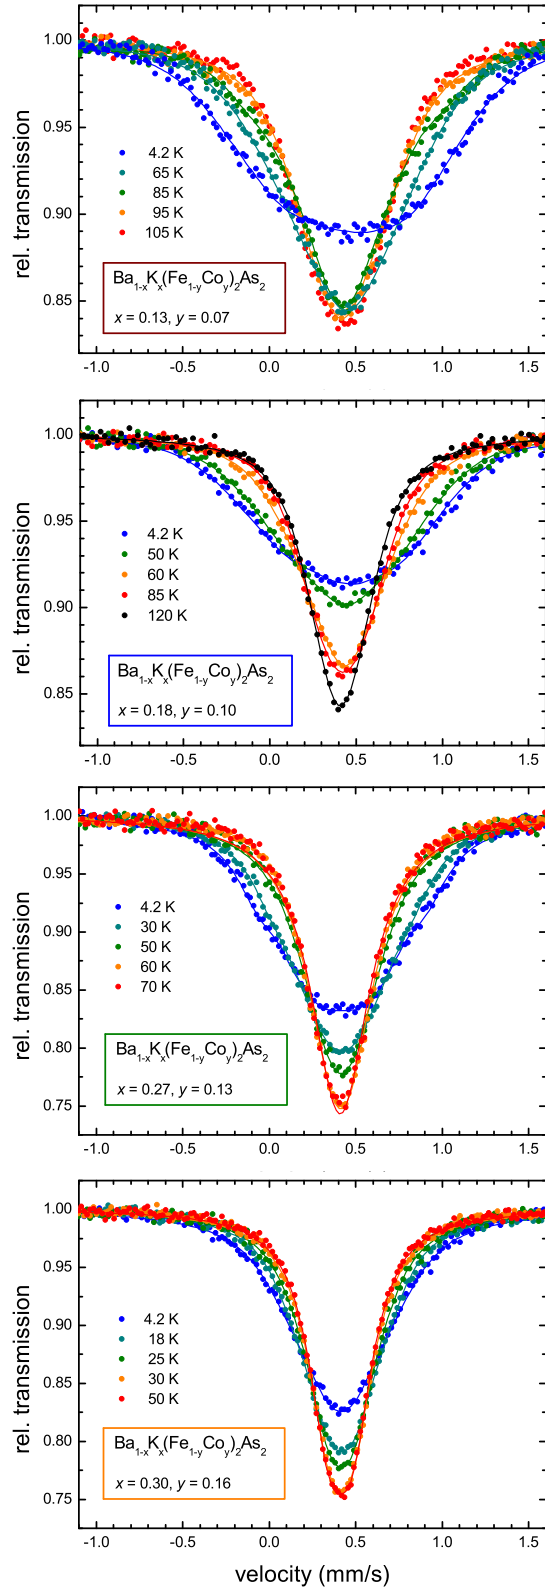 1.00
0.95
0.90
0.85
rel. transmission
4.2 K
65 K
85 K
95 K
105 K
Ba₁₋ₓKₓ(Fe₁₋ᵧCoᵧ)₂As₂
x = 0.13, y = 0.07
-1.0 -0.5 0.0 0.5 1.0 1.5
1.00
0.95
0.90
0.85
rel. transmission
4.2 K
50 K
60 K
85 K
120 K
Ba₁₋ₓKₓ(Fe₁₋ᵧCoᵧ)₂As₂
x = 0.18, y = 0.10
-1.0 -0.5 0.0 0.5 1.0 1.5
1.00
0.95
0.90
0.85
0.80
0.75
rel. transmission
4.2 K
30 K
50 K
60 K
70 K
Ba₁₋ₓKₓ(Fe₁₋ᵧCoᵧ)₂As₂
x = 0.27, y = 0.13
-1.0 -0.5 0.0 0.5 1.0 1.5
1.00
0.95
0.90
0.85
0.80
0.75
rel. transmission
4.2 K
18 K
25 K
30 K
50 K
Ba₁₋ₓKₓ(Fe₁₋ᵧCoᵧ)₂As₂
x = 0.30, y = 0.16
-1.0 -0.5 0.0 0.5 1.0 1.5
velocity (mm/s)